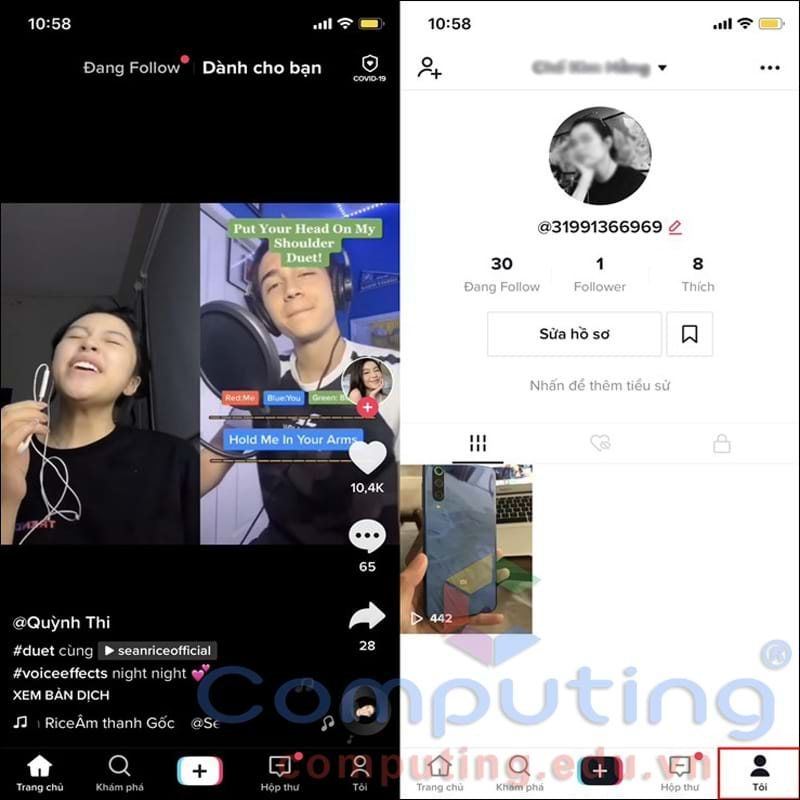 10:58
Đang Follow
Dành cho bạn
COVID-19
Put Your Head On My
Shoulder
Duet!
Red:Me
Blue:You
Green:
Hold Me In Your Arms
10,4K
65
28
@Quỳnh Thi
#duet cùng ▶ seanriceofficial
#voiceeffects night night 💕
XEM BẢN DỊCH
RiceÂm thanh Gốc
Trang chủ
Khám phá
Hộp thư
Tôi
10:58
@31991366969
30
Đang Follow
1
Follower
8
Thích
Sửa hồ sơ
Nhấn để thêm tiểu sử
442
Computing®
computing.edu.vn
Trang chủ
Khám phá
Hộp thư
Tôi